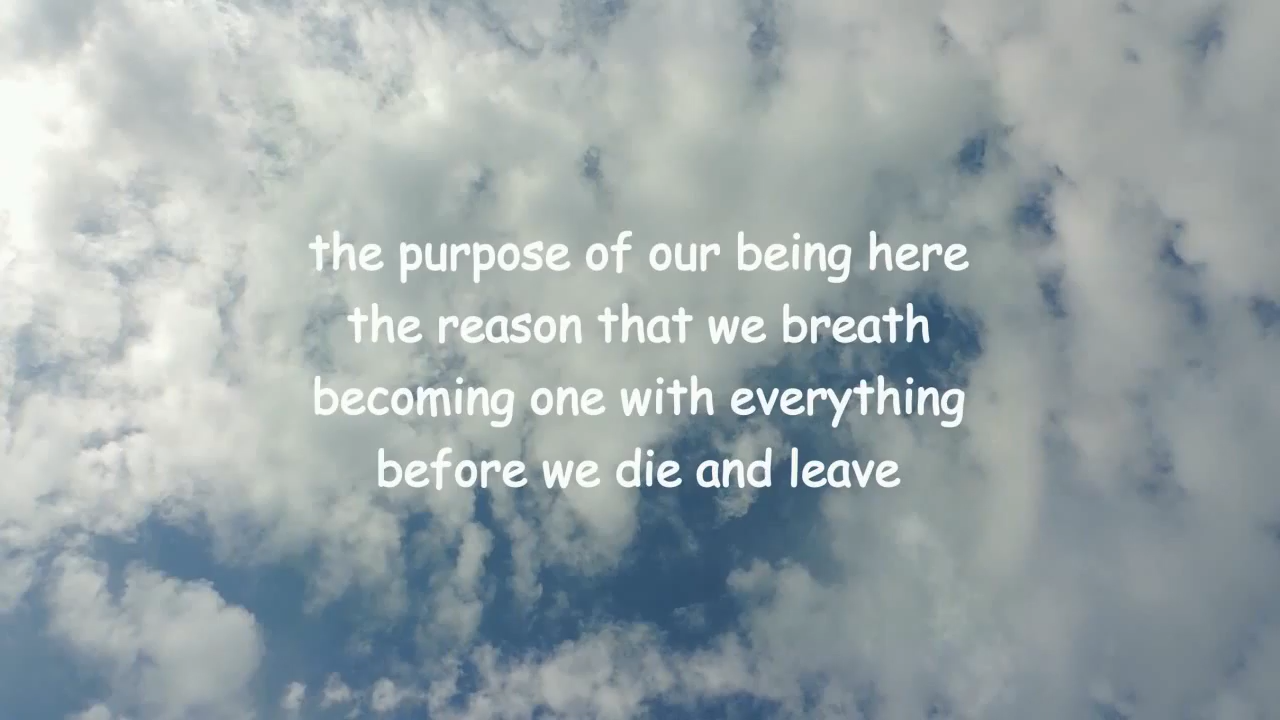 the purpose of our being here
the reason that we breath
becoming one with everything
before we die and leave